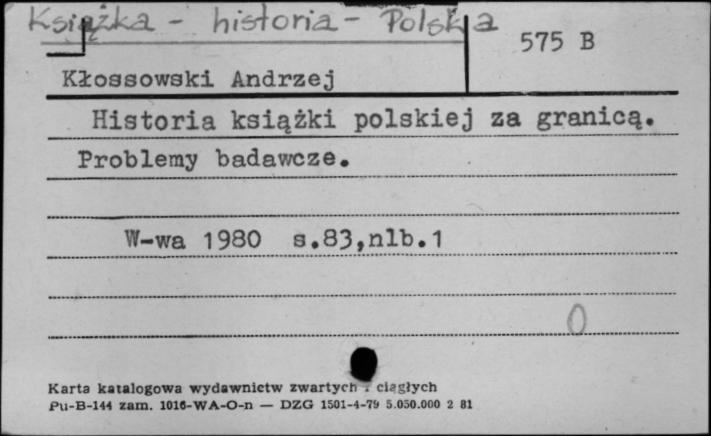 Książka - historia - Polska
575 B
Kłossowski Andrzej
Historia książki polskiej za granicą.
Problemy badawcze.
W-wa 1980 s.83,nlb.1
0
Karta katalogowa wydawnictw zwartych i ciągłych
Pu-B-144 zam. 1016-WA-O-n — DZG 1501-4-79 5.050.000 2 81